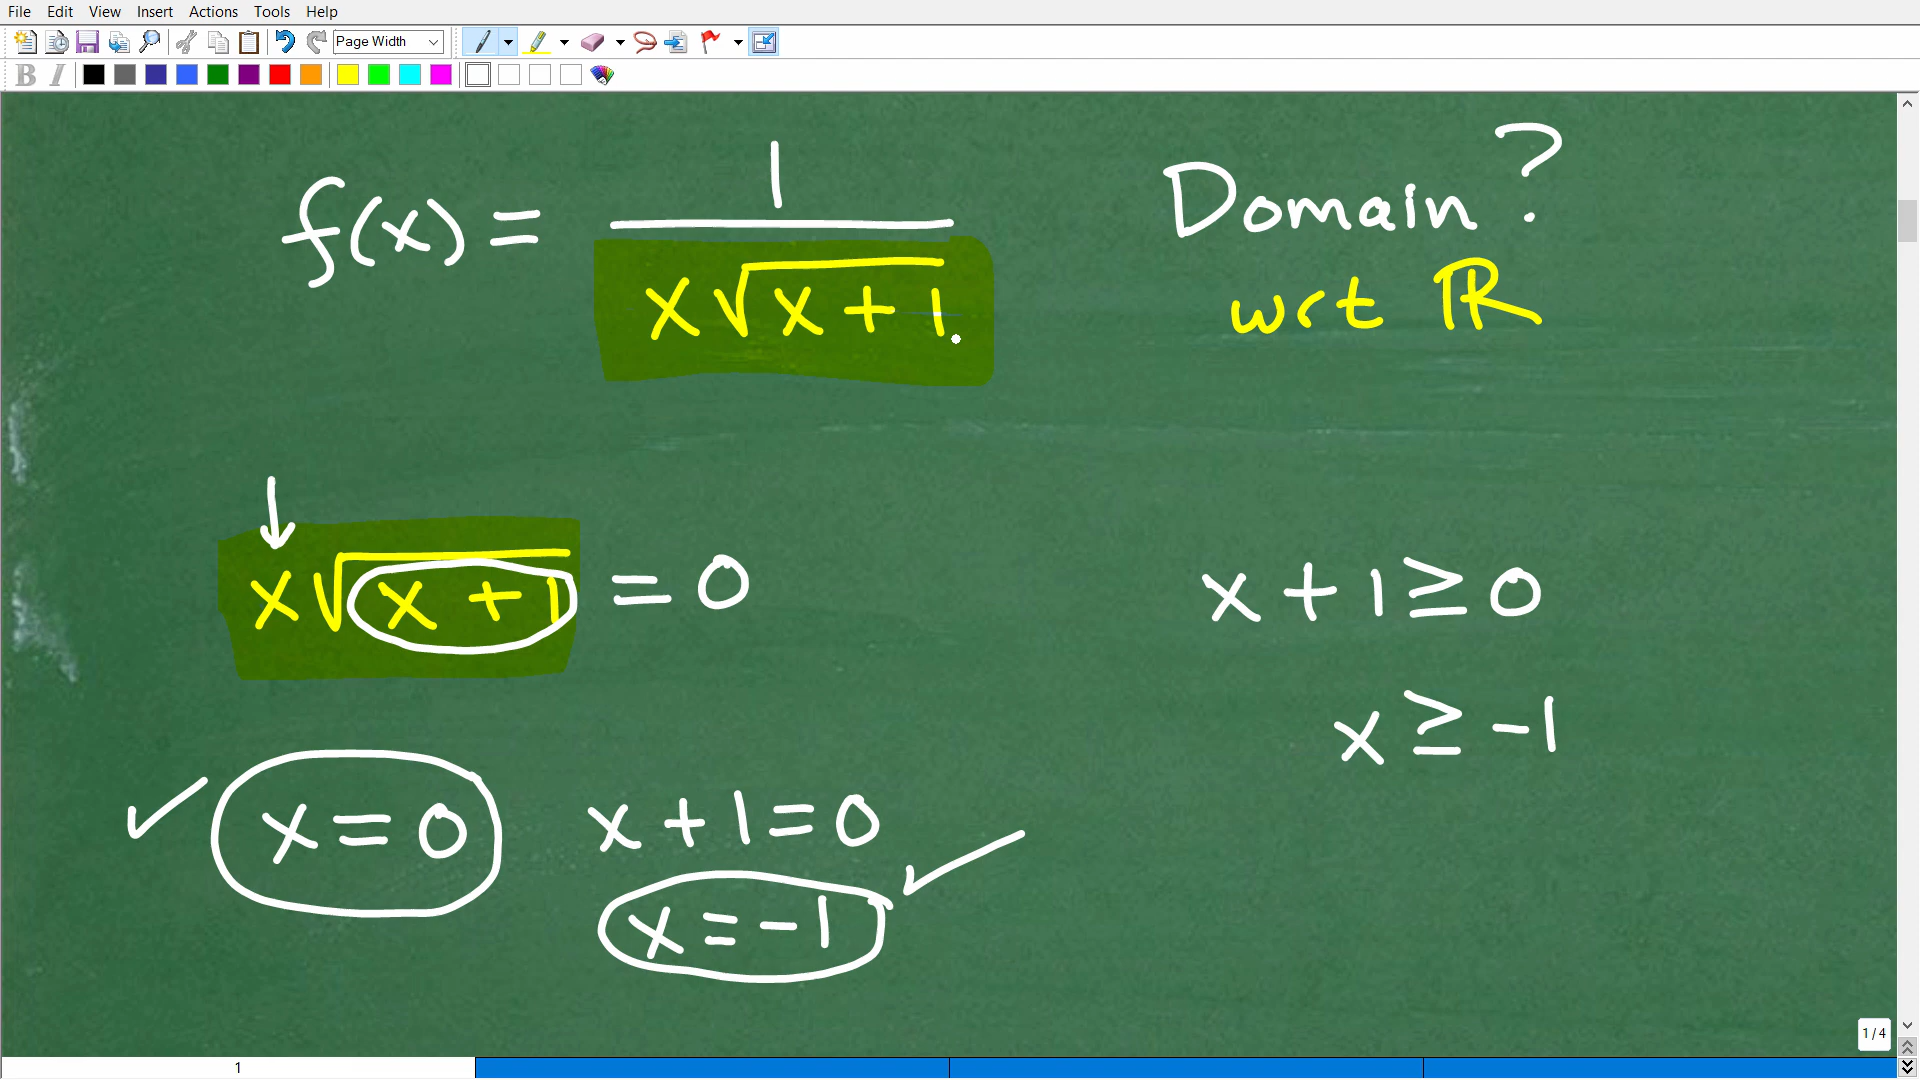 File Edit View Insert Actions Tools Help
Page Width
B I
f(x) = 1 / x√(x + 1)
Domain?
wrt ℝ
x√(x + 1) = 0
x + 1 ≥ 0
x ≥ -1
x = 0
x + 1 = 0
x = -1
1 / 4
1